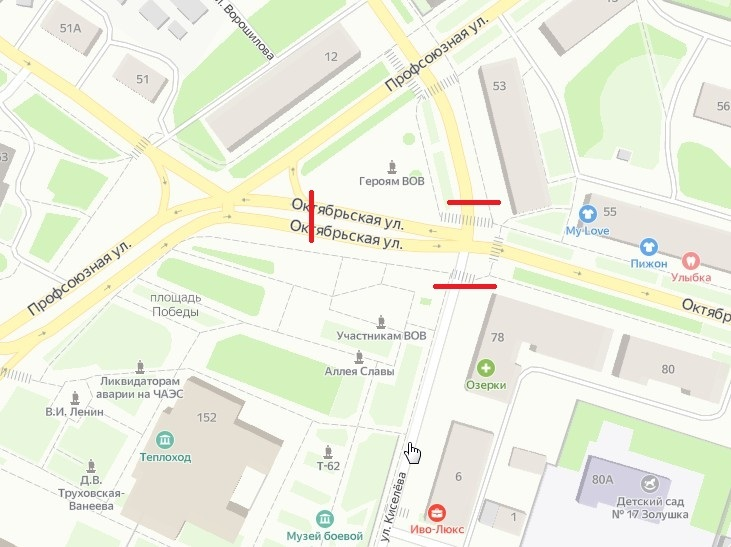 51А
51
л. Ворошилова
12
Профсоюзная ул.
53
56
Героям ВОВ
Октябрьская ул.
Октябрьская ул.
55
My-Love
Пижон
Улыбка
Профсоюзная ул.
площадь
Победы
Октяб
Участникам ВОВ
78
Аллея Славы
Озерки
80
Ликвидаторам
аварии на ЧАЭС
В.И. Ленин
152
Теплоход
Т-62
Д.В.
Труховская-
Ванеева
6
80А
Детский сад
№ 17 Золушка
ул. Киселёва
Иво-Люкс
1
Музей боевой